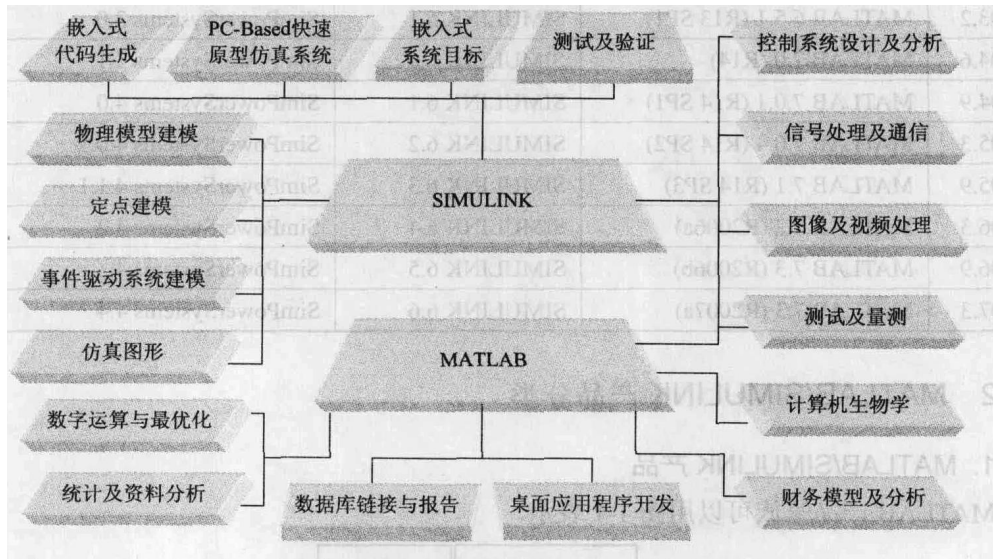 嵌入式
代码生成
PC-Based快速
原型仿真系统
嵌入式
系统目标
测试及验证
控制系统设计及分析
物理模型建模
信号处理及通信
定点建模
SIMULINK
图像及视频处理
事件驱动系统建模
仿真图形
MATLAB
测试及量测
数字运算与最优化
计算机生物学
统计及资料分析
数据库链接与报告
桌面应用程序开发
财务模型及分析